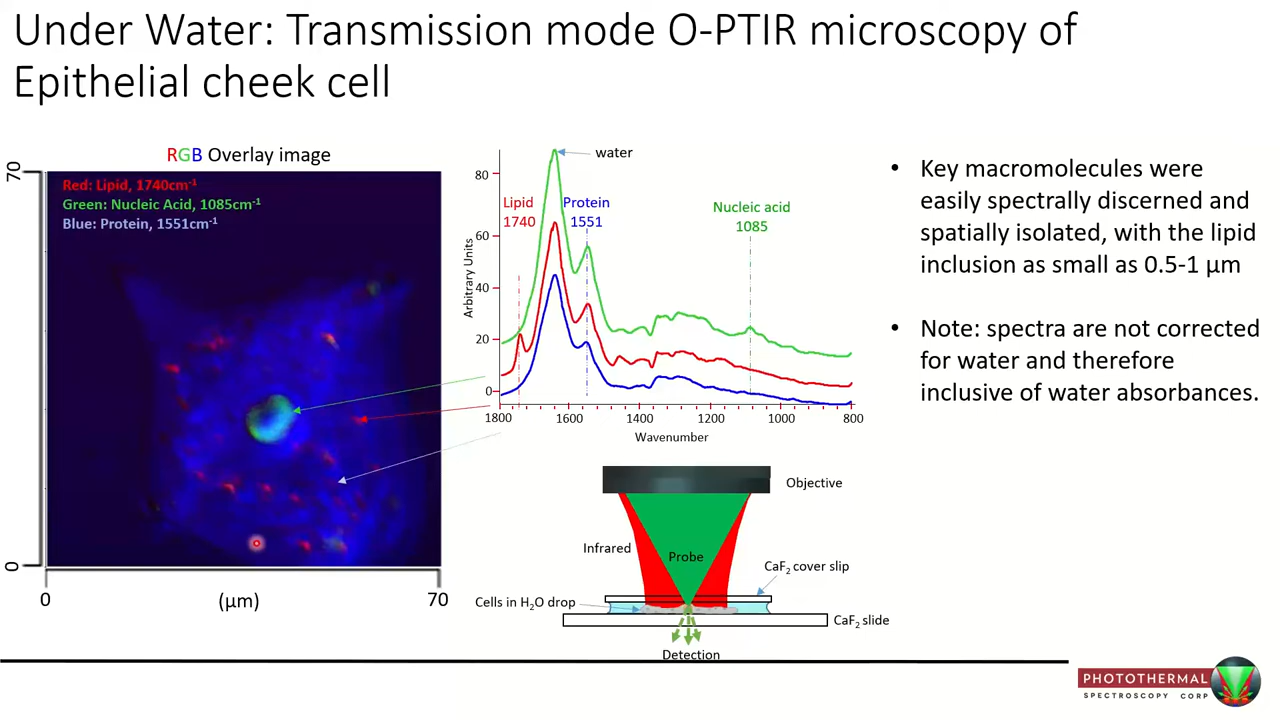 Under Water: Transmission mode O-PTIR microscopy of
Epithelial cheek cell
RGB Overlay image
70
Red: Lipid, 1740cm⁻¹
Green: Nucleic Acid, 1085cm⁻¹
Blue: Protein, 1551cm⁻¹
0
0
(µm)
70
water
Lipid
1740
Protein
1551
Nucleic acid
1085
Arbitrary Units
80
60
40
20
0
1800
1600
1400
1200
1000
800
Wavenumber
Objective
Infrared
Probe
CaF₂ cover slip
Cells in H₂O drop
CaF₂ slide
Detection
• Key macromolecules were
easily spectrally discerned and
spatially isolated, with the lipid
inclusion as small as 0.5-1 µm
• Note: spectra are not corrected
for water and therefore
inclusive of water absorbances.
PHOTOTHERMAL
SPECTROSCOPY CORP